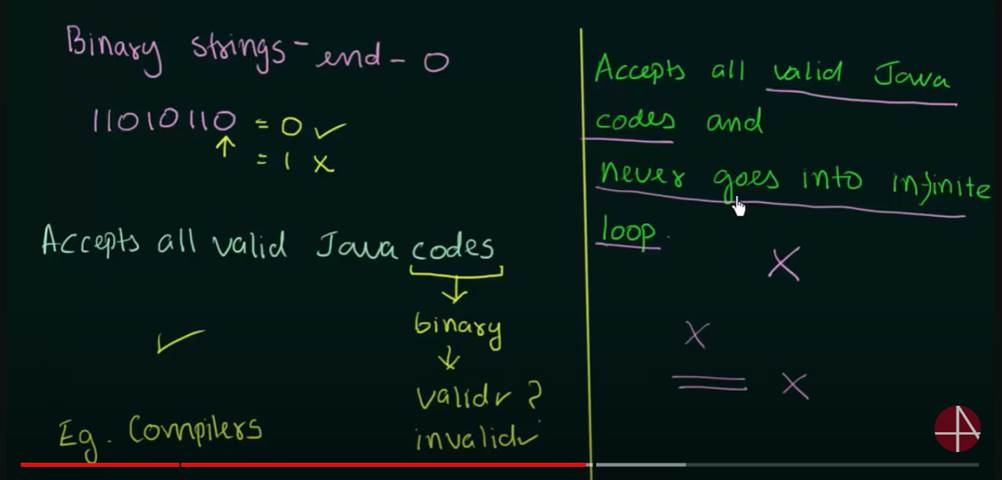 Binary strings - end - 0
11010110 = 0 ✓
↑ = 1 x
Accepts all valid Java codes
↓
binary
↓
✓
valid✓ ?
Eg. Compilers
invalid✓
Accepts all valid Java
codes and
never goes into infinite
loop.
X
x
x